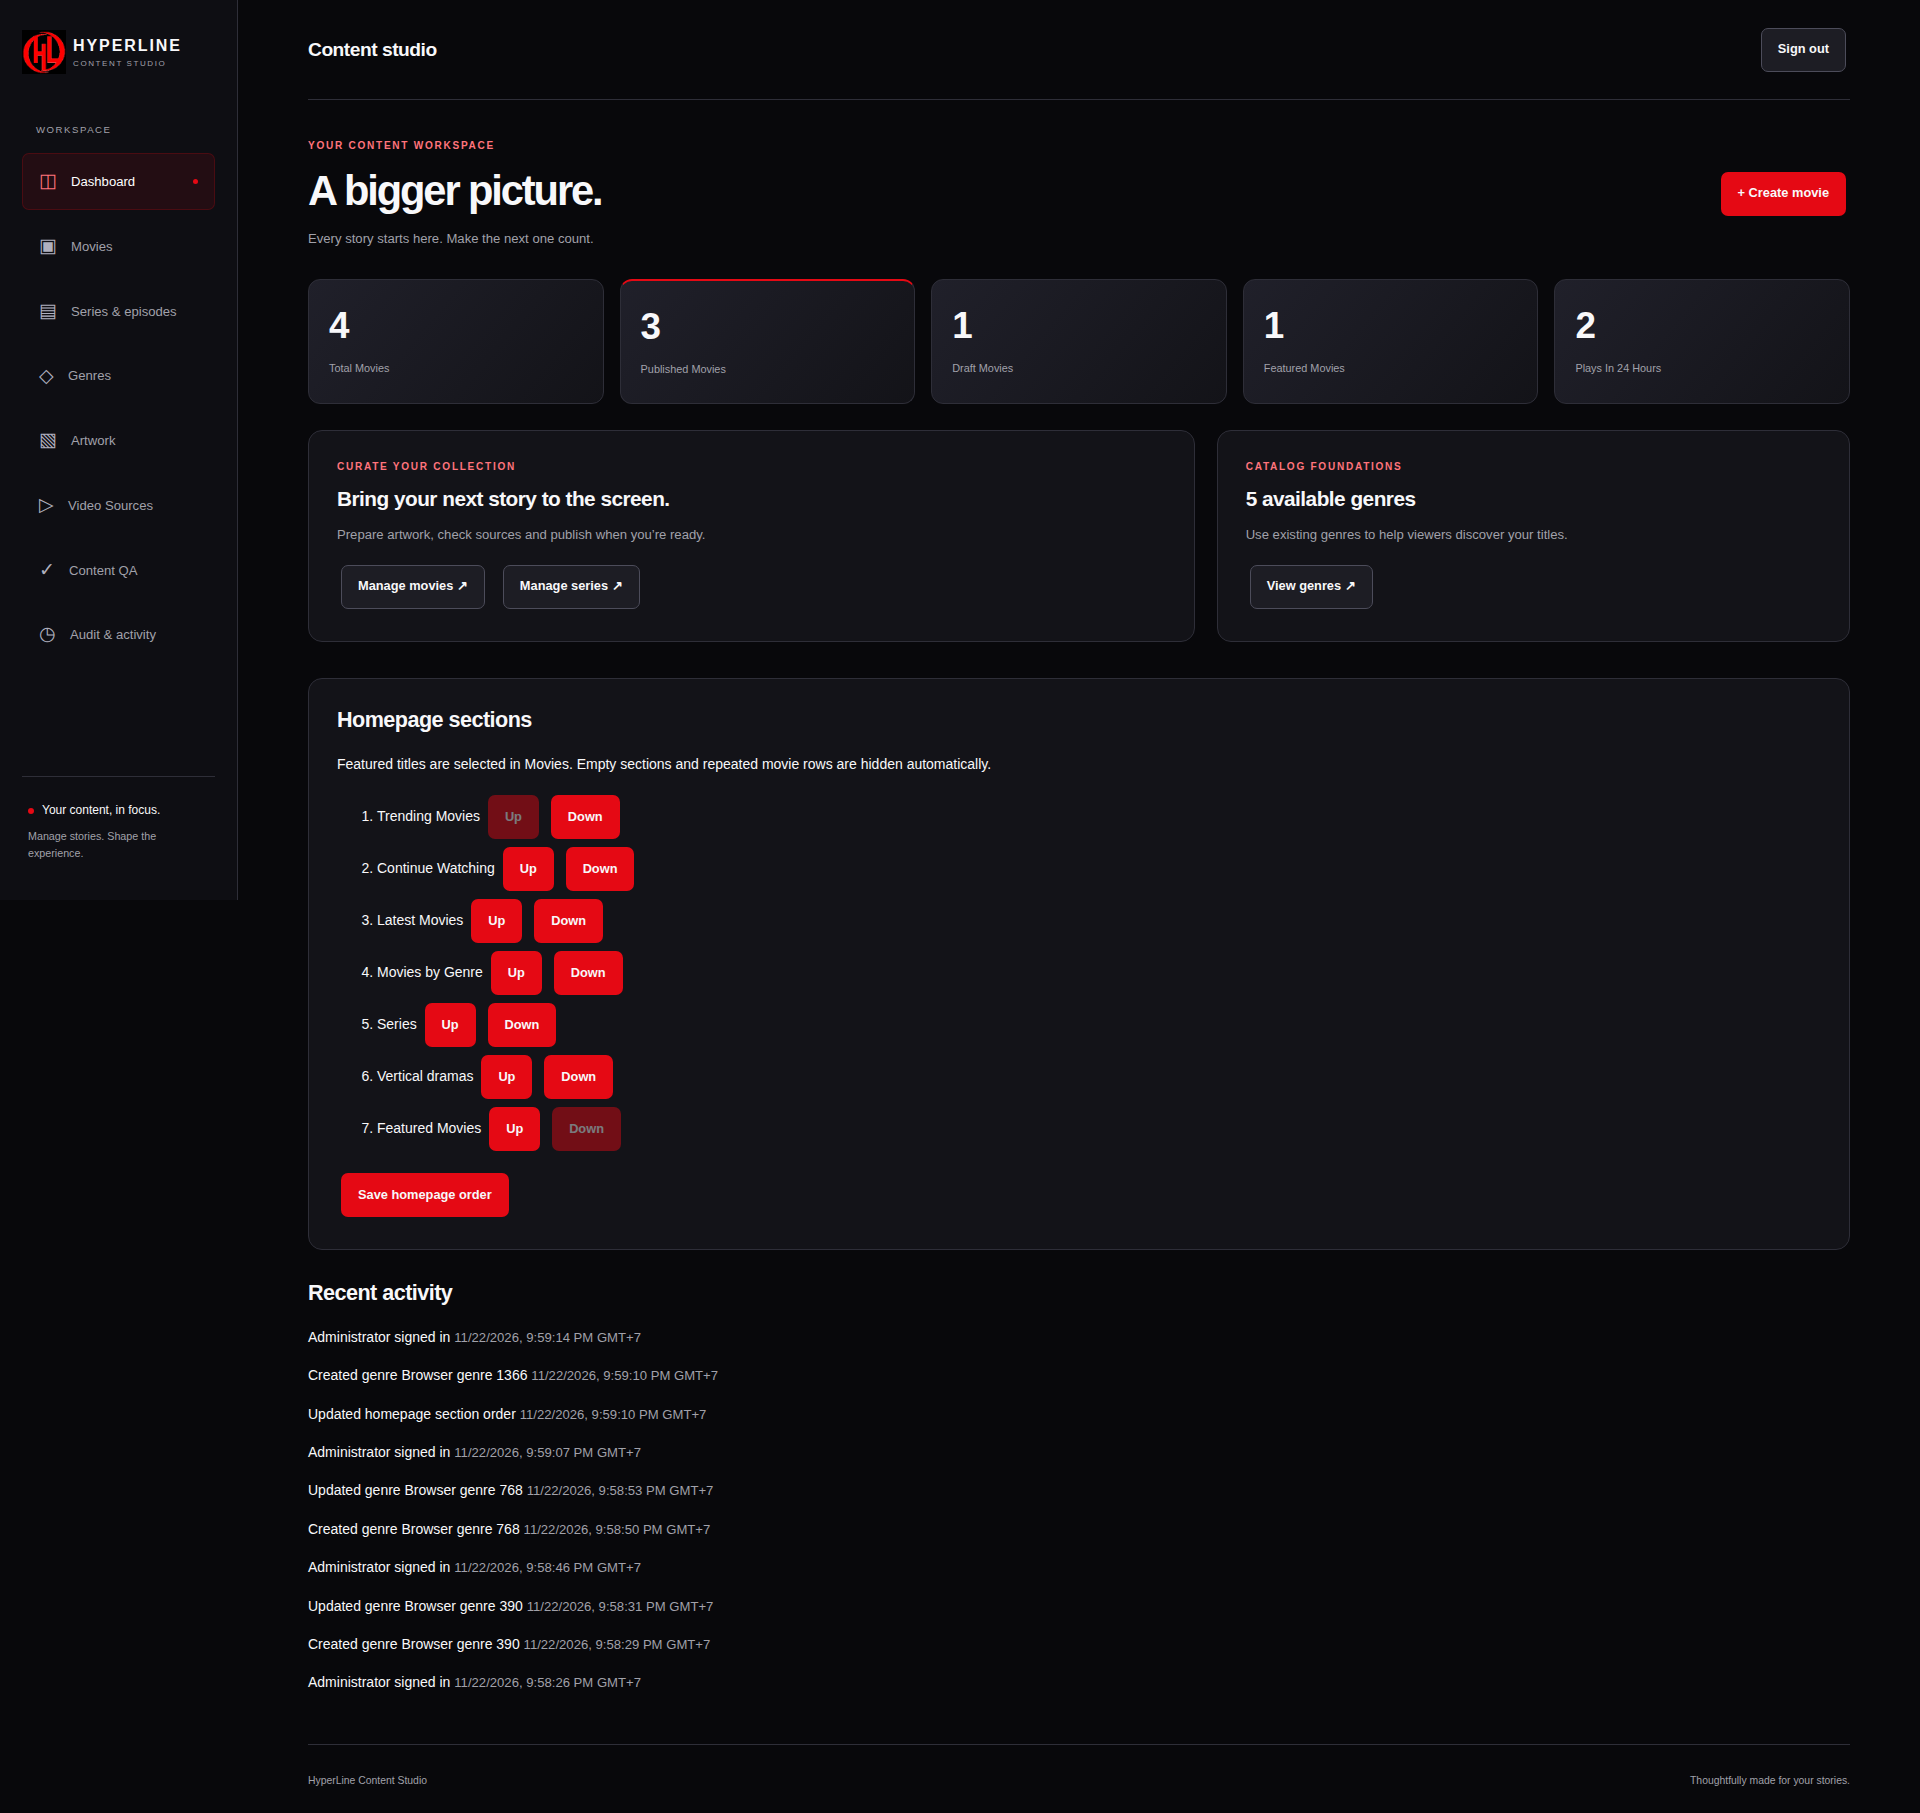 HYPERLINE
CONTENT STUDIO
WORKSPACE
Dashboard
Movies
Series & episodes
Genres
Artwork
Video Sources
Content QA
Audit & activity
Your content, in focus.
Manage stories. Shape the
experience.
Content studio
Sign out
YOUR CONTENT WORKSPACE
A bigger picture.
+ Create movie
Every story starts here. Make the next one count.
4
Total Movies
3
Published Movies
1
Draft Movies
1
Featured Movies
2
Plays In 24 Hours
CURATE YOUR COLLECTION
Bring your next story to the screen.
Prepare artwork, check sources and publish when you're ready.
Manage movies ↗ Manage series ↗
CATALOG FOUNDATIONS
5 available genres
Use existing genres to help viewers discover your titles.
View genres ↗
Homepage sections
Featured titles are selected in Movies. Empty sections and repeated movie rows are hidden automatically.
1. Trending Movies Up Down
2. Continue Watching Up Down
3. Latest Movies Up Down
4. Movies by Genre Up Down
5. Series Up Down
6. Vertical dramas Up Down
7. Featured Movies Up Down
Save homepage order
Recent activity
Administrator signed in 11/22/2026, 9:59:14 PM GMT+7
Created genre Browser genre 1366 11/22/2026, 9:59:10 PM GMT+7
Updated homepage section order 11/22/2026, 9:59:10 PM GMT+7
Administrator signed in 11/22/2026, 9:59:07 PM GMT+7
Updated genre Browser genre 768 11/22/2026, 9:58:53 PM GMT+7
Created genre Browser genre 768 11/22/2026, 9:58:50 PM GMT+7
Administrator signed in 11/22/2026, 9:58:46 PM GMT+7
Updated genre Browser genre 390 11/22/2026, 9:58:31 PM GMT+7
Created genre Browser genre 390 11/22/2026, 9:58:29 PM GMT+7
Administrator signed in 11/22/2026, 9:58:26 PM GMT+7
HyperLine Content Studio
Thoughtfully made for your stories.